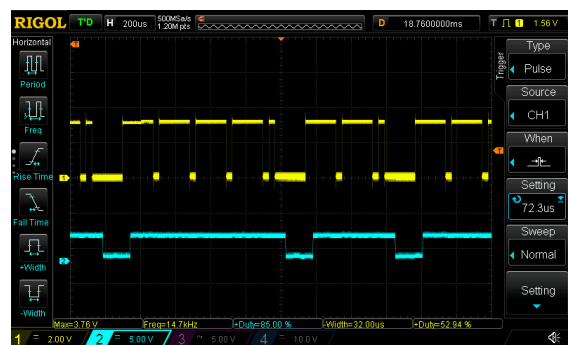 RIGOL T'D H 200us 500MSa/s 1.20M pts D 18.7600000ms T 1 1.56 V
Horizontal
Period
Freq
Rise Time
Fall Time
+Width
-Width
Trigger
Type
Pulse
Source
CH1
When
Setting
72.3us
Sweep
Normal
Setting
T
T
1
2
Max=3.76 V Freq=14.7kHz +Duty=85.00 % -Width=32.00us +Duty=52.94 %
1 = 2.00 V 2 = 5.00 V 3 ~ 5.00 V 4 = 10.0 V